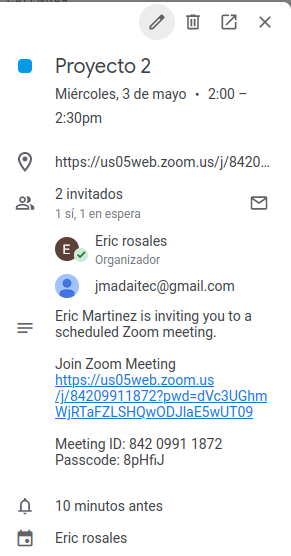 Proyecto 2
Miércoles, 3 de mayo • 2:00 –
2:30pm
https://us05web.zoom.us/j/8420...
2 invitados
1 sí, 1 en espera
E
Eric rosales
Organizador
jmadaitec@gmail.com
Eric Martinez is inviting you to a
scheduled Zoom meeting.
Join Zoom Meeting
https://us05web.zoom.us
/j/84209911872?pwd=dVc3UGhm
WjRTaFZLSHQwODJIaE5wUT09
Meeting ID: 842 0991 1872
Passcode: 8pHfiJ
10 minutos antes
Eric rosales